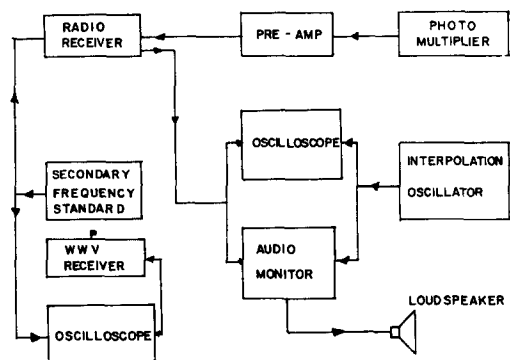 RADIO
RECEIVER
PRE - AMP
PHOTO
MULTIPLIER
OSCILLOSCOPE
INTERPOLATION
OSCILLATOR
SECONDARY
FREQUENCY
STANDARD
P
WWV
RECEIVER
AUDIO
MONITOR
OSCILLOSCOPE
LOUDSPEAKER